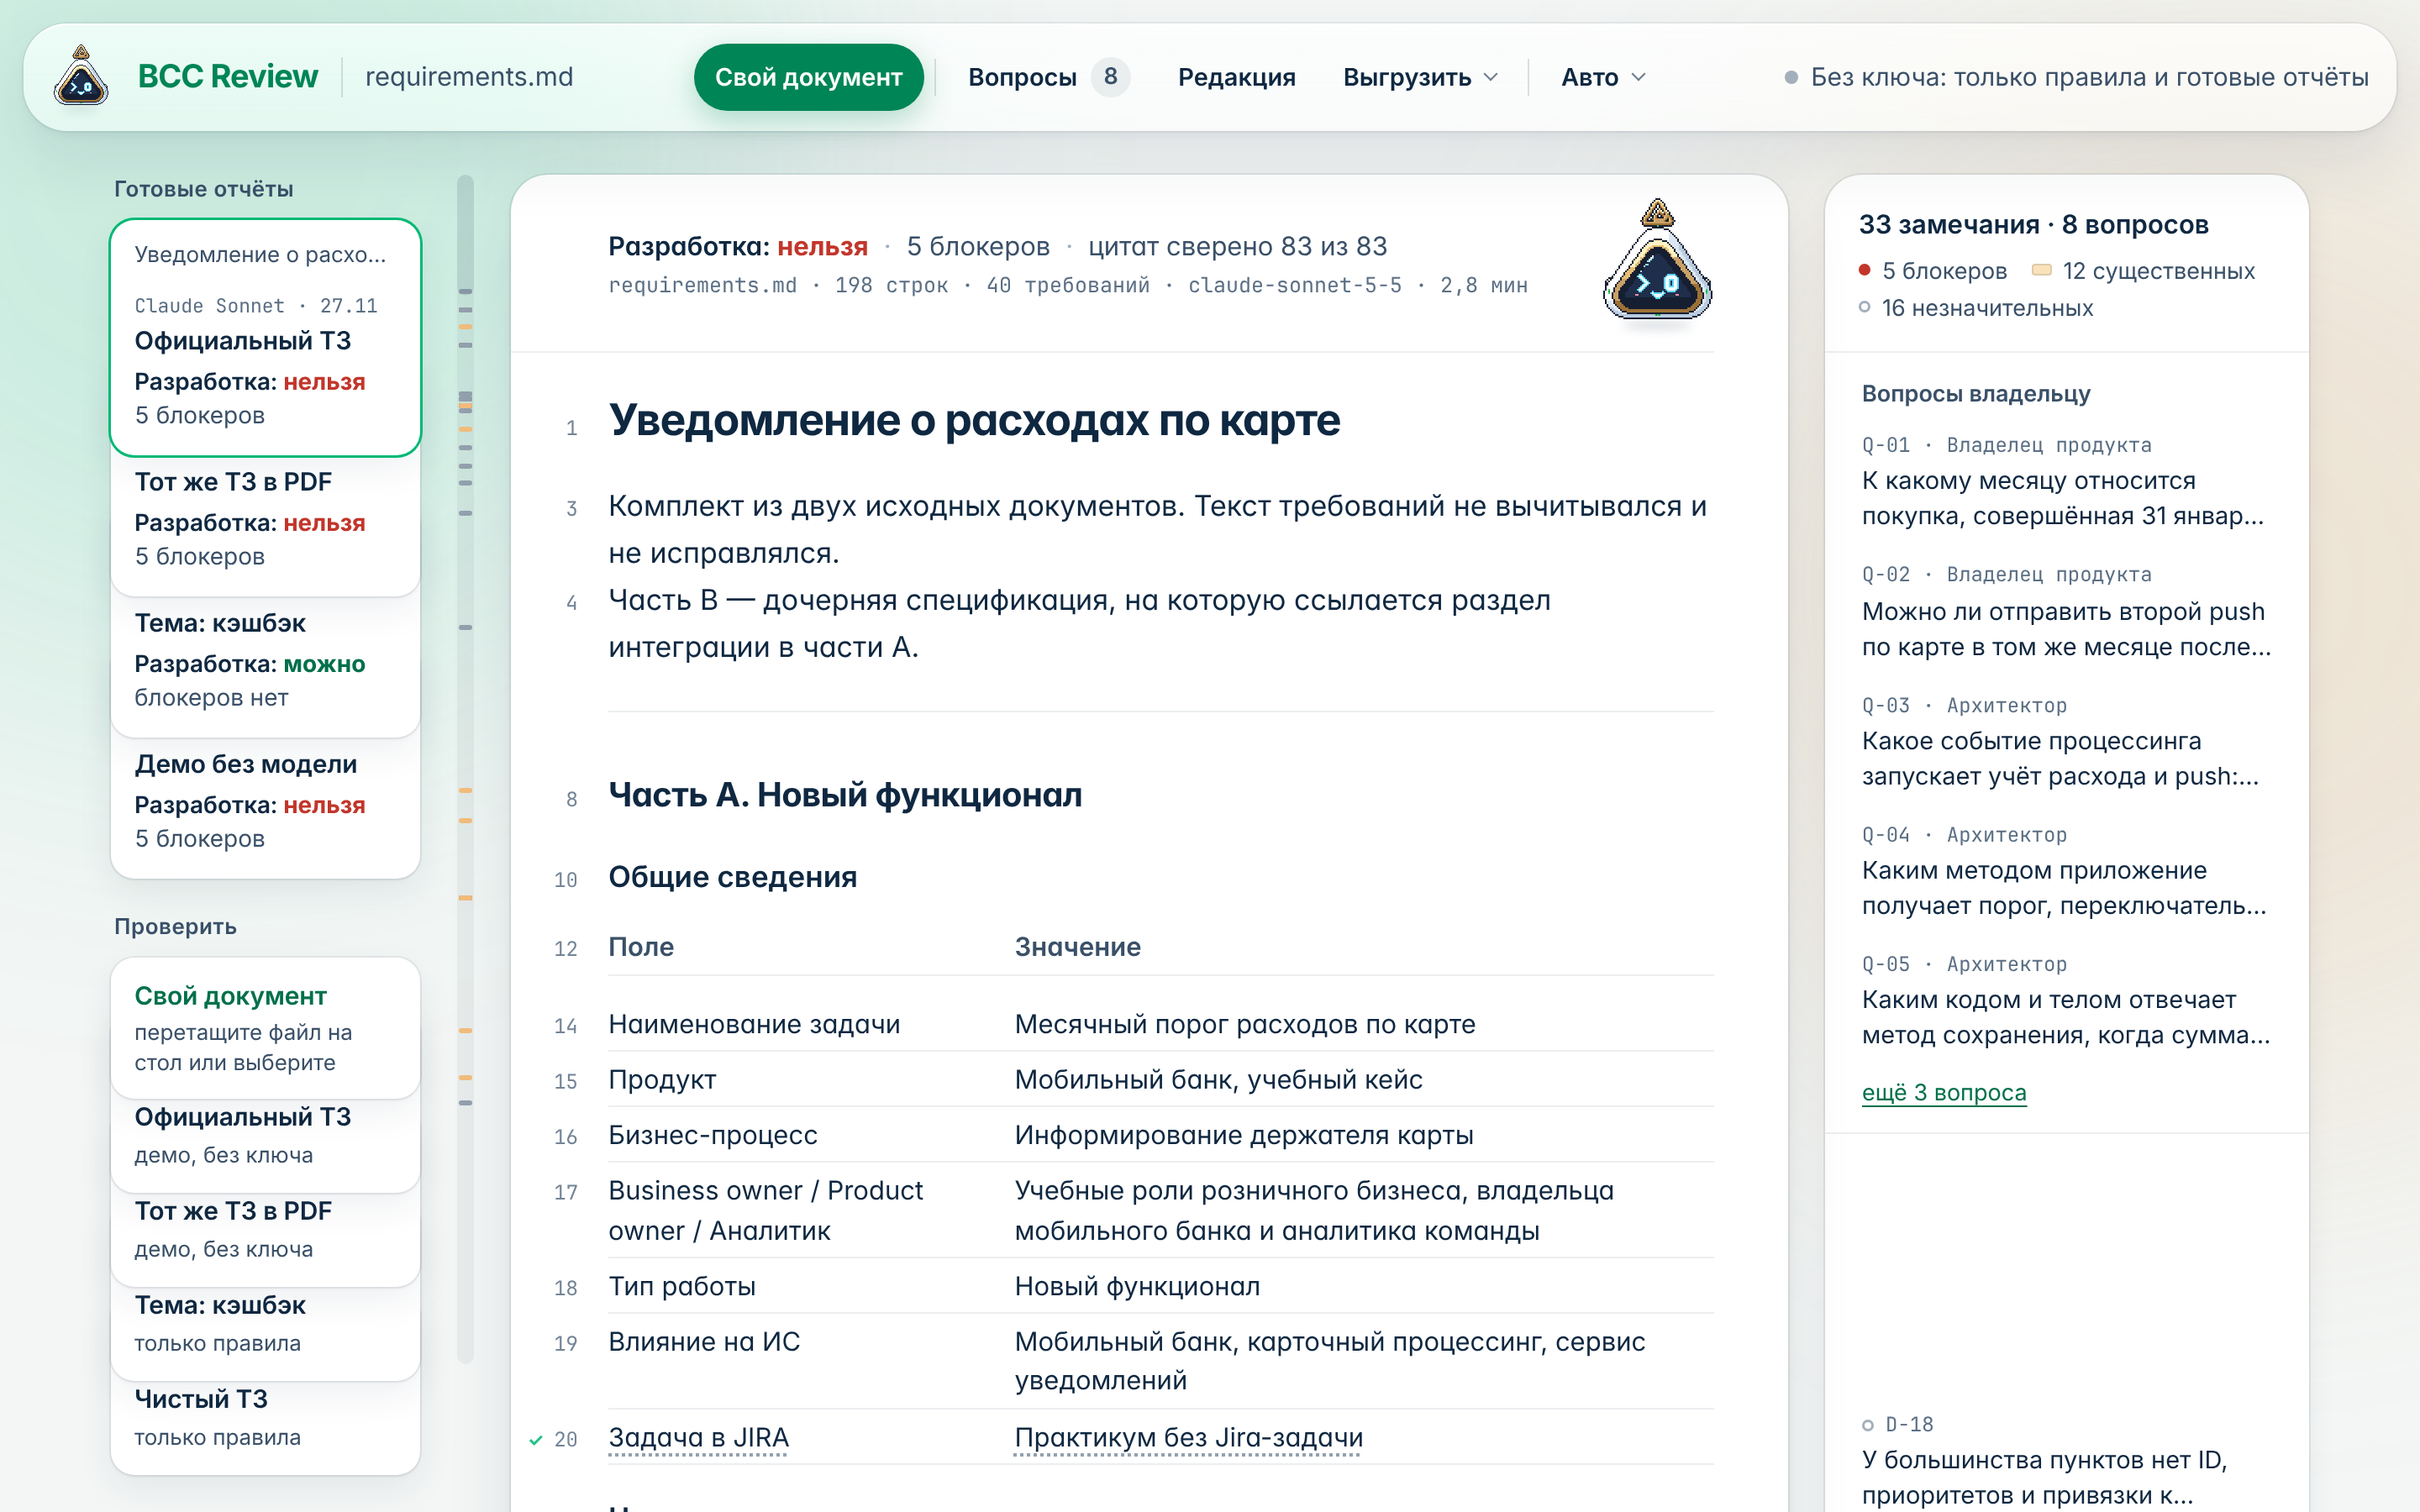 BCC Review
requirements.md
Свой документ
Вопросы 8
Редакция
Выгрузить
Авто
Без ключа: только правила и готовые отчёты
Готовые отчёты
Уведомление о расхо...
Claude Sonnet · 27.11
Официальный ТЗ
Разработка: нельзя
5 блокеров
Тот же ТЗ в PDF
Разработка: нельзя
5 блокеров
Тема: кэшбэк
Разработка: можно
блокеров нет
Демо без модели
Разработка: нельзя
5 блокеров
Проверить
Свой документ
перетащите файл на
стол или выберите
Официальный ТЗ
демо, без ключа
Тот же ТЗ в PDF
демо, без ключа
Тема: кэшбэк
только правила
Чистый ТЗ
только правила
Разработка: нельзя · 5 блокеров · цитат сверено 83 из 83
requirements.md · 198 строк · 40 требований · claude-sonnet-5-5 · 2,8 мин
1 Уведомление о расходах по карте
3 Комплект из двух исходных документов. Текст требований не вычитывался и
не исправлялся.
4 Часть B — дочерняя спецификация, на которую ссылается раздел
интеграции в части A.
8 Часть A. Новый функционал
10 Общие сведения
12 Поле Значение
14 Наименование задачи Месячный порог расходов по карте
15 Продукт Мобильный банк, учебный кейс
16 Бизнес-процесс Информирование держателя карты
17 Business owner / Product Учебные роли розничного бизнеса, владельца
owner / Аналитик мобильного банка и аналитика команды
18 Тип работы Новый функционал
19 Влияние на ИС Мобильный банк, карточный процессинг, сервис
уведомлений
20 Задача в JIRA Практикум без Jira-задачи
33 замечания · 8 вопросов
5 блокеров 12 существенных
16 незначительных
Вопросы владельцу
Q-01 · Владелец продукта
К какому месяцу относится
покупка, совершённая 31 январ...
Q-02 · Владелец продукта
Можно ли отправить второй push
по карте в том же месяце после...
Q-03 · Архитектор
Какое событие процессинга
запускает учёт расхода и push:...
Q-04 · Архитектор
Каким методом приложение
получает порог, переключатель...
Q-05 · Архитектор
Каким кодом и телом отвечает
метод сохранения, когда сумма...
ещё 3 вопроса
D-18
У большинства пунктов нет ID,
приоритетов и привязки к...